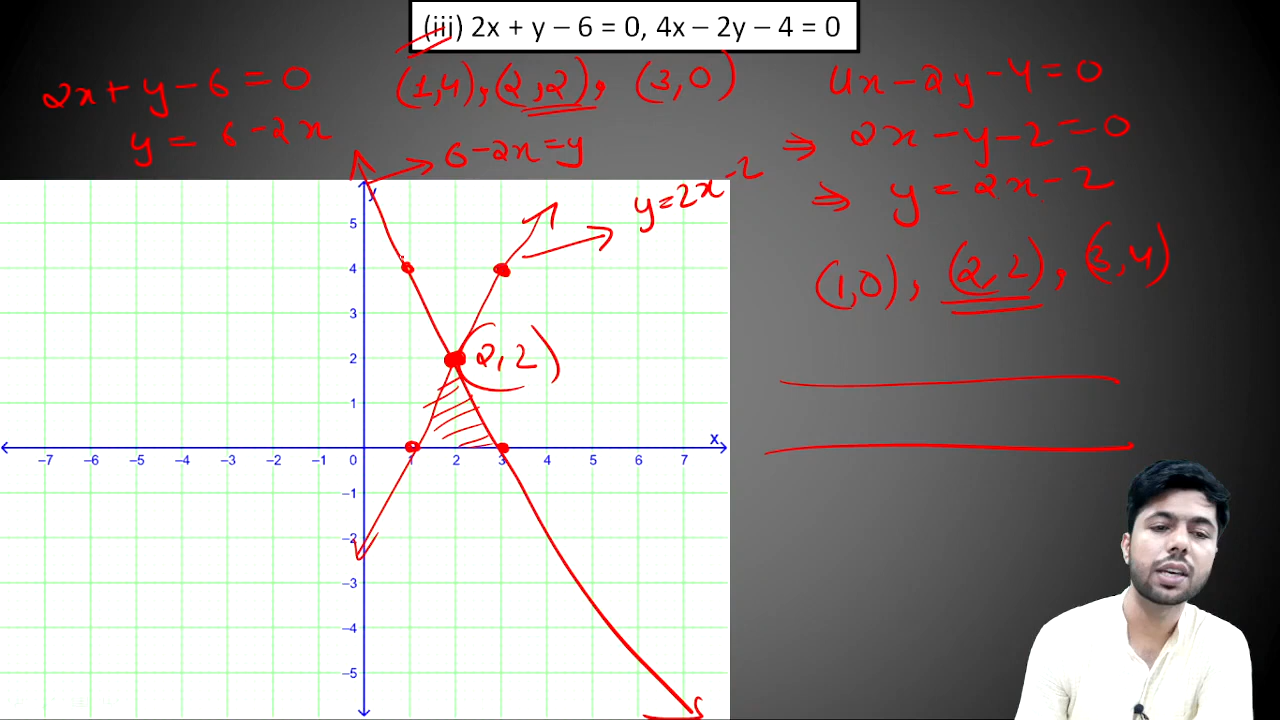 (iii) 2x + y − 6 = 0, 4x − 2y − 4 = 0
2x + y − 6 = 0
y = 6 − 2x
(1,4), (2,2), (3,0)
6 − 2x = y
y = 2x − 2
4x − 2y − 4 = 0
⇒ 2x − y − 2 = 0
⇒ y = 2x − 2
(1,0), (2,2), (3,4)
y
5
4
3
2
1
(2,2)
x
−7 −6 −5 −4 −3 −2 −1 0 1 2 3 4 5 6 7
−1
−2
−3
−4
−5